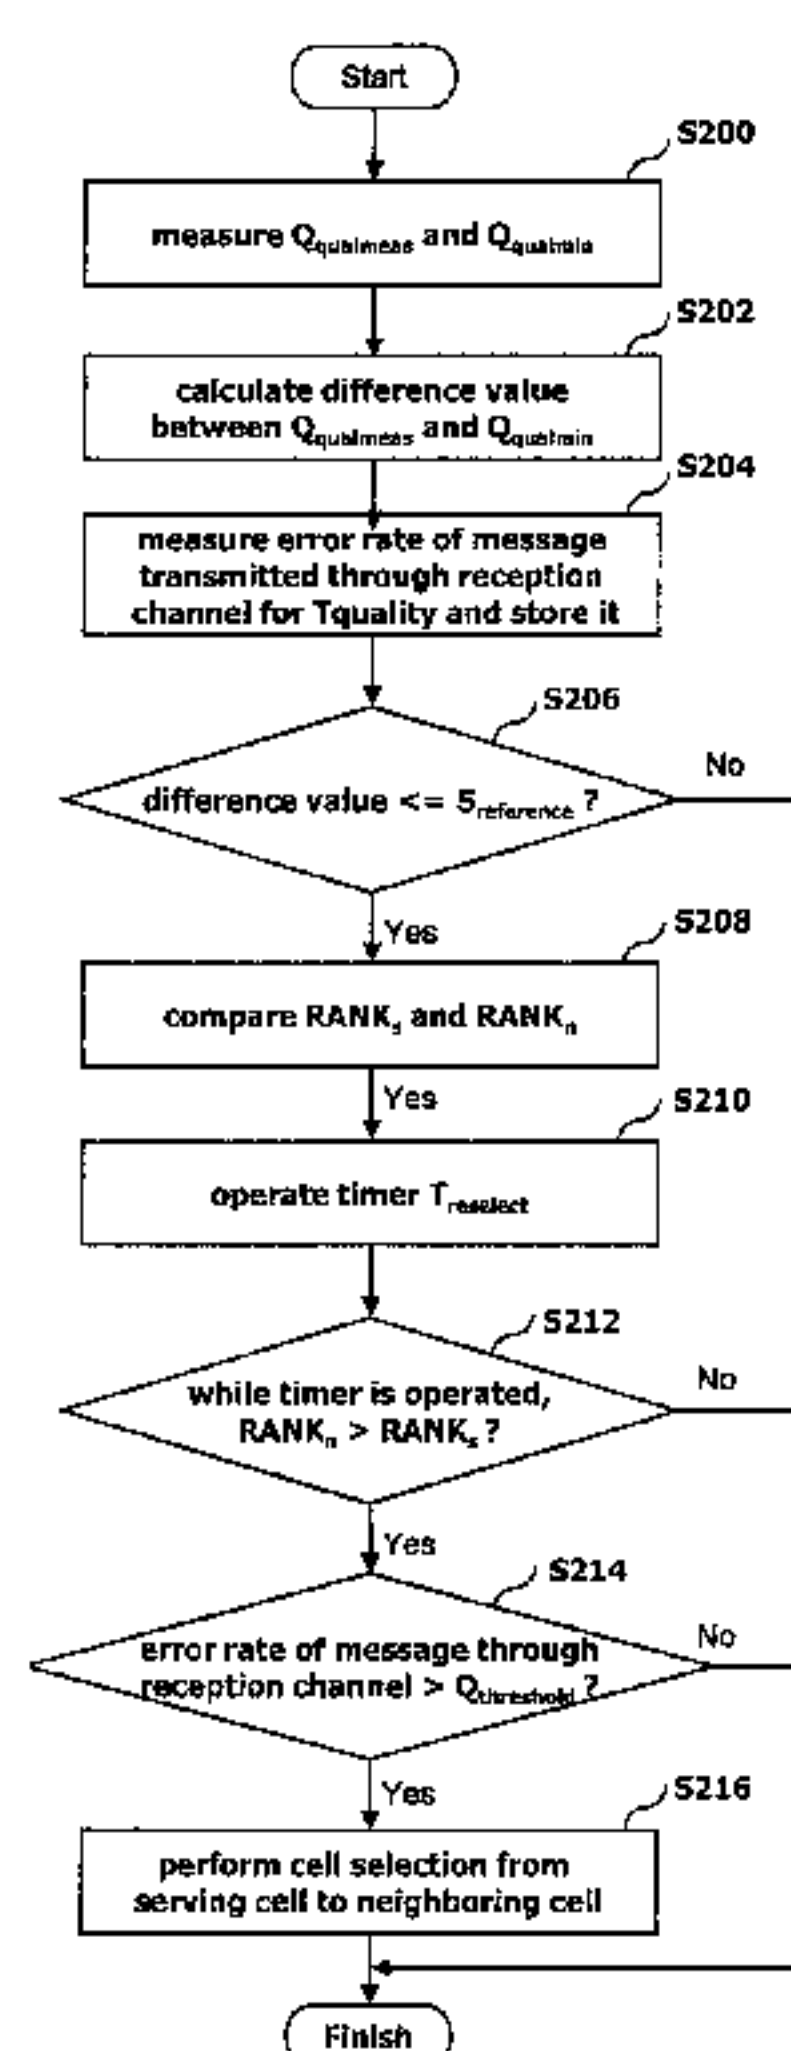 Start
S200
measure Qqualmeas and Qqualmin
S202
calculate difference value
between Qqualmeas and Qqualmin
S204
measure error rate of message
transmitted through reception
channel for Tquality and store it
S206
difference value <= Sreference ?
No
Yes
S208
compare RANKs and RANKn
Yes
S210
operate timer Treselect
S212
while timer is operated,
RANKn > RANKs ?
No
Yes
S214
error rate of message through
reception channel > Qthreshold ?
No
Yes
S216
perform cell selection from
serving cell to neighboring cell
Finish